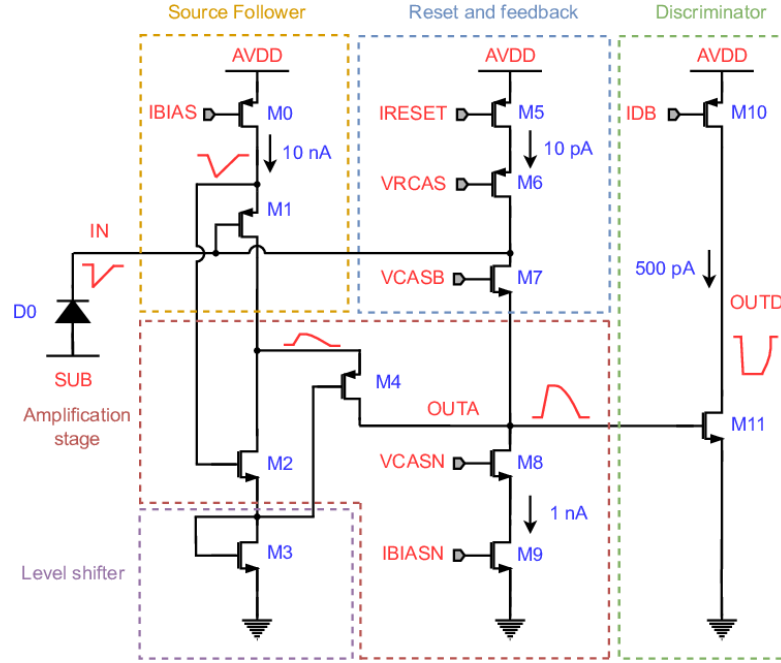 Source Follower
Reset and feedback
Discriminator
AVDD
AVDD
AVDD
IBIAS
M0
IRESET
M5
IDB
M10
10 nA
10 pA
VRCAS
M6
M1
IN
VCASB
M7
500 pA
OUTD
D0
SUB
M4
OUTA
M11
Amplification
stage
M2
VCASN
M8
1 nA
Level shifter
M3
IBIASN
M9